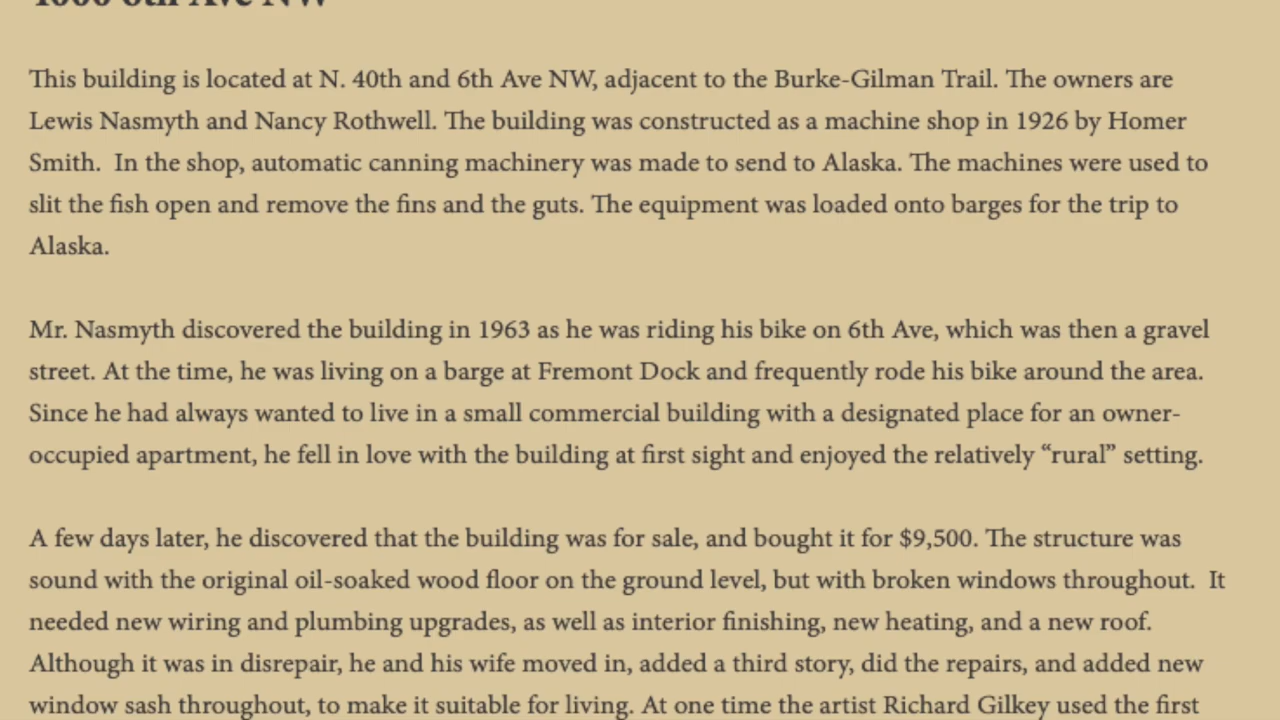 4000 6th Ave NW
This building is located at N. 40th and 6th Ave NW, adjacent to the Burke-Gilman Trail. The owners are
Lewis Nasmyth and Nancy Rothwell. The building was constructed as a machine shop in 1926 by Homer
Smith.  In the shop, automatic canning machinery was made to send to Alaska. The machines were used to
slit the fish open and remove the fins and the guts. The equipment was loaded onto barges for the trip to
Alaska.
Mr. Nasmyth discovered the building in 1963 as he was riding his bike on 6th Ave, which was then a gravel
street. At the time, he was living on a barge at Fremont Dock and frequently rode his bike around the area.
Since he had always wanted to live in a small commercial building with a designated place for an owner-
occupied apartment, he fell in love with the building at first sight and enjoyed the relatively “rural” setting.
A few days later, he discovered that the building was for sale, and bought it for $9,500. The structure was
sound with the original oil-soaked wood floor on the ground level, but with broken windows throughout.  It
needed new wiring and plumbing upgrades, as well as interior finishing, new heating, and a new roof.
Although it was in disrepair, he and his wife moved in, added a third story, did the repairs, and added new
window sash throughout, to make it suitable for living. At one time the artist Richard Gilkey used the first